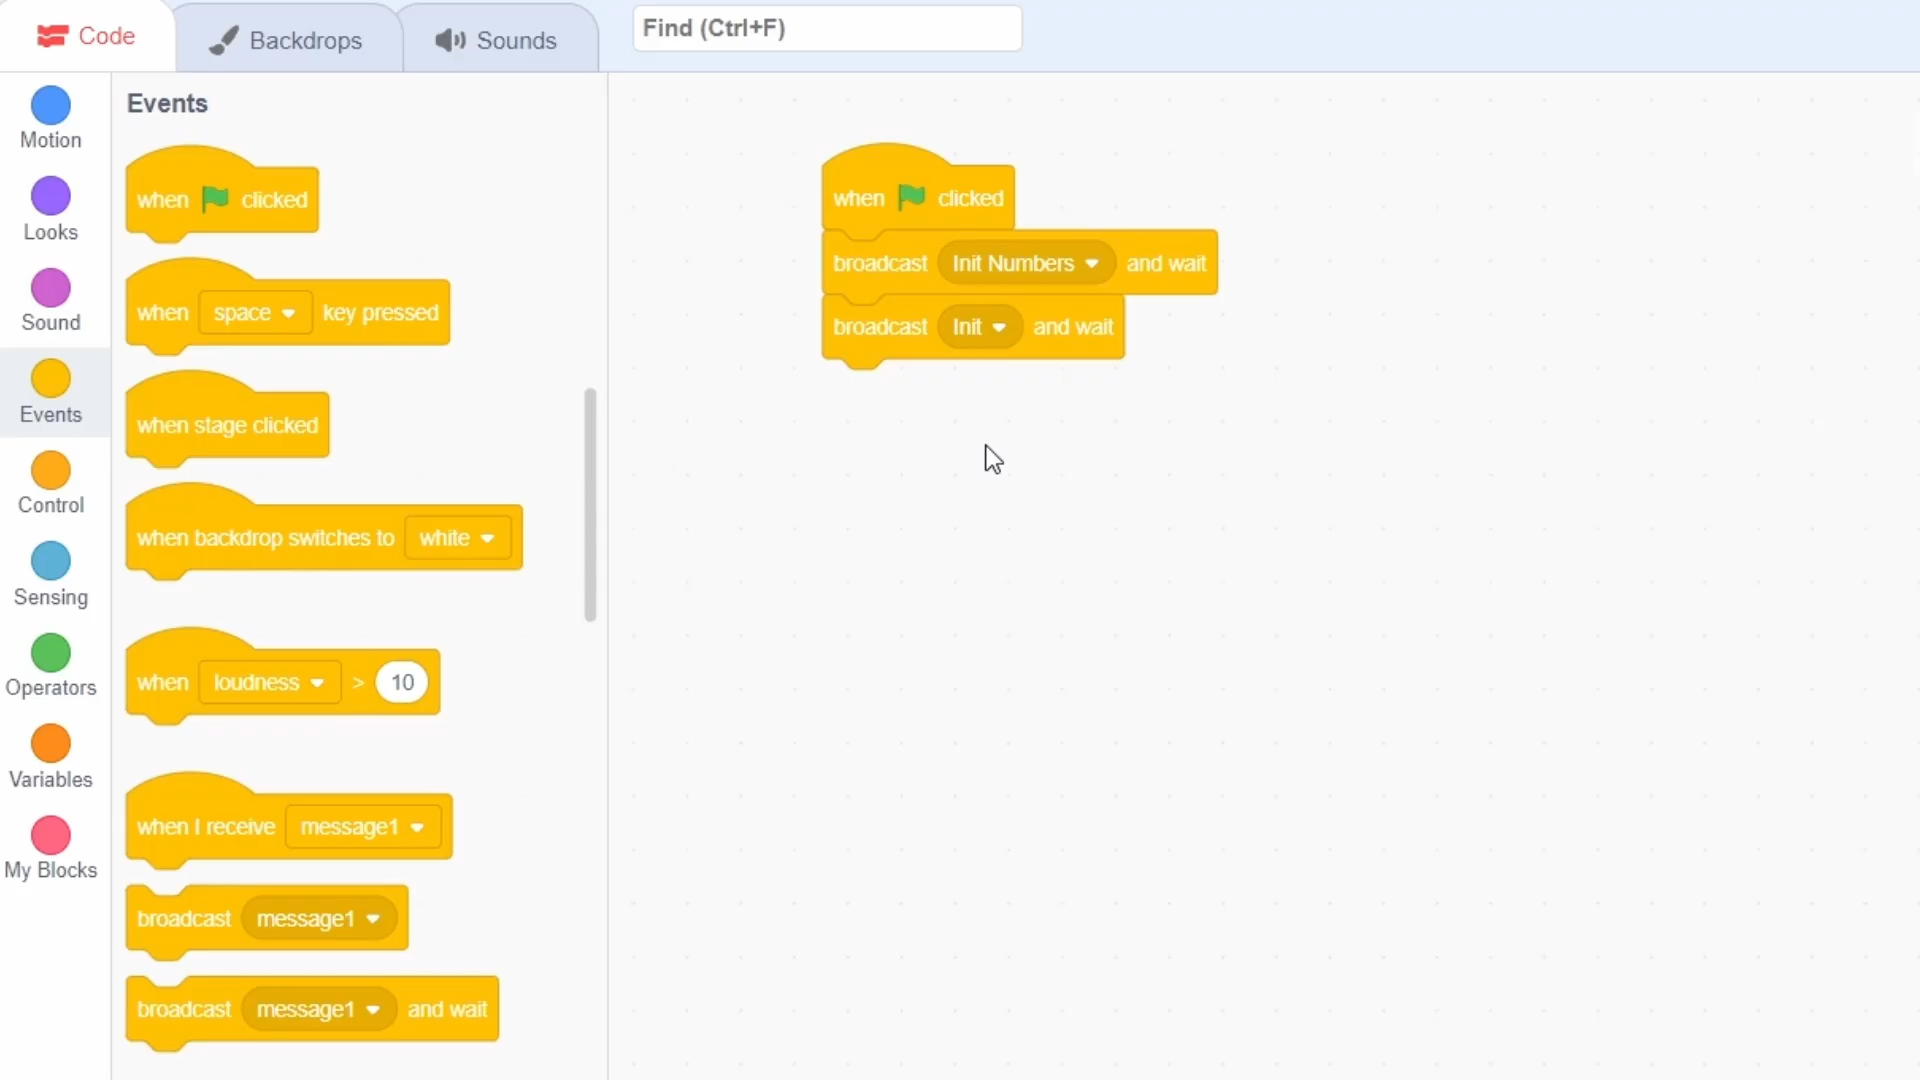 Code
Backdrops
Sounds
Find (Ctrl+F)
Motion
Looks
Sound
Events
Control
Sensing
Operators
Variables
My Blocks
Events
when clicked
when space key pressed
when stage clicked
when backdrop switches to white
when loudness > 10
when I receive message1
broadcast message1
broadcast message1 and wait
when clicked
broadcast Init Numbers and wait
broadcast Init and wait